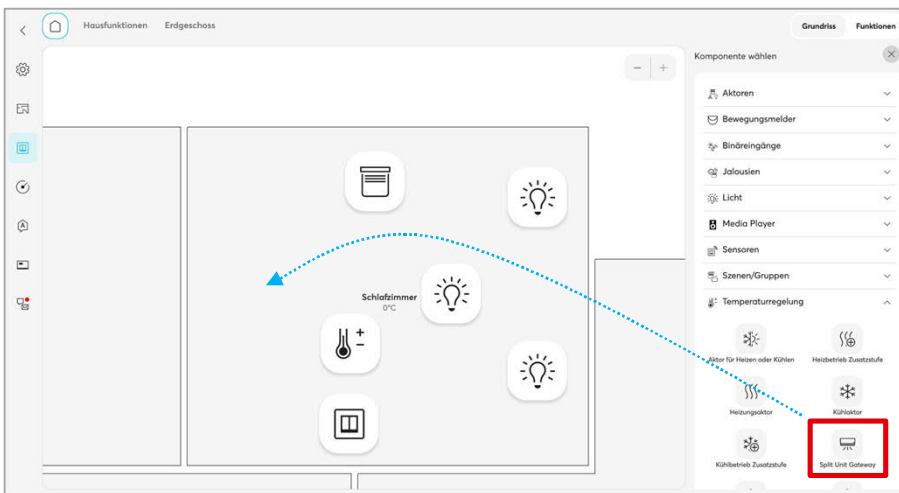 Hausfunktionen Erdgeschoss
Grundriss Funktionen
Komponente wählen
Aktoren
Bewegungsmelder
Binäreingänge
Jalousien
Licht
Media Player
Sensoren
Szenen/Gruppen
Temperaturregelung
Aktor für Heizen oder Kühlen Heizbetrieb Zusatzstufe
Heizungsaktor Kühlaktor
Kühlbetrieb Zusatzstufe Split Unit Gateway
Schlafzimmer
0°C